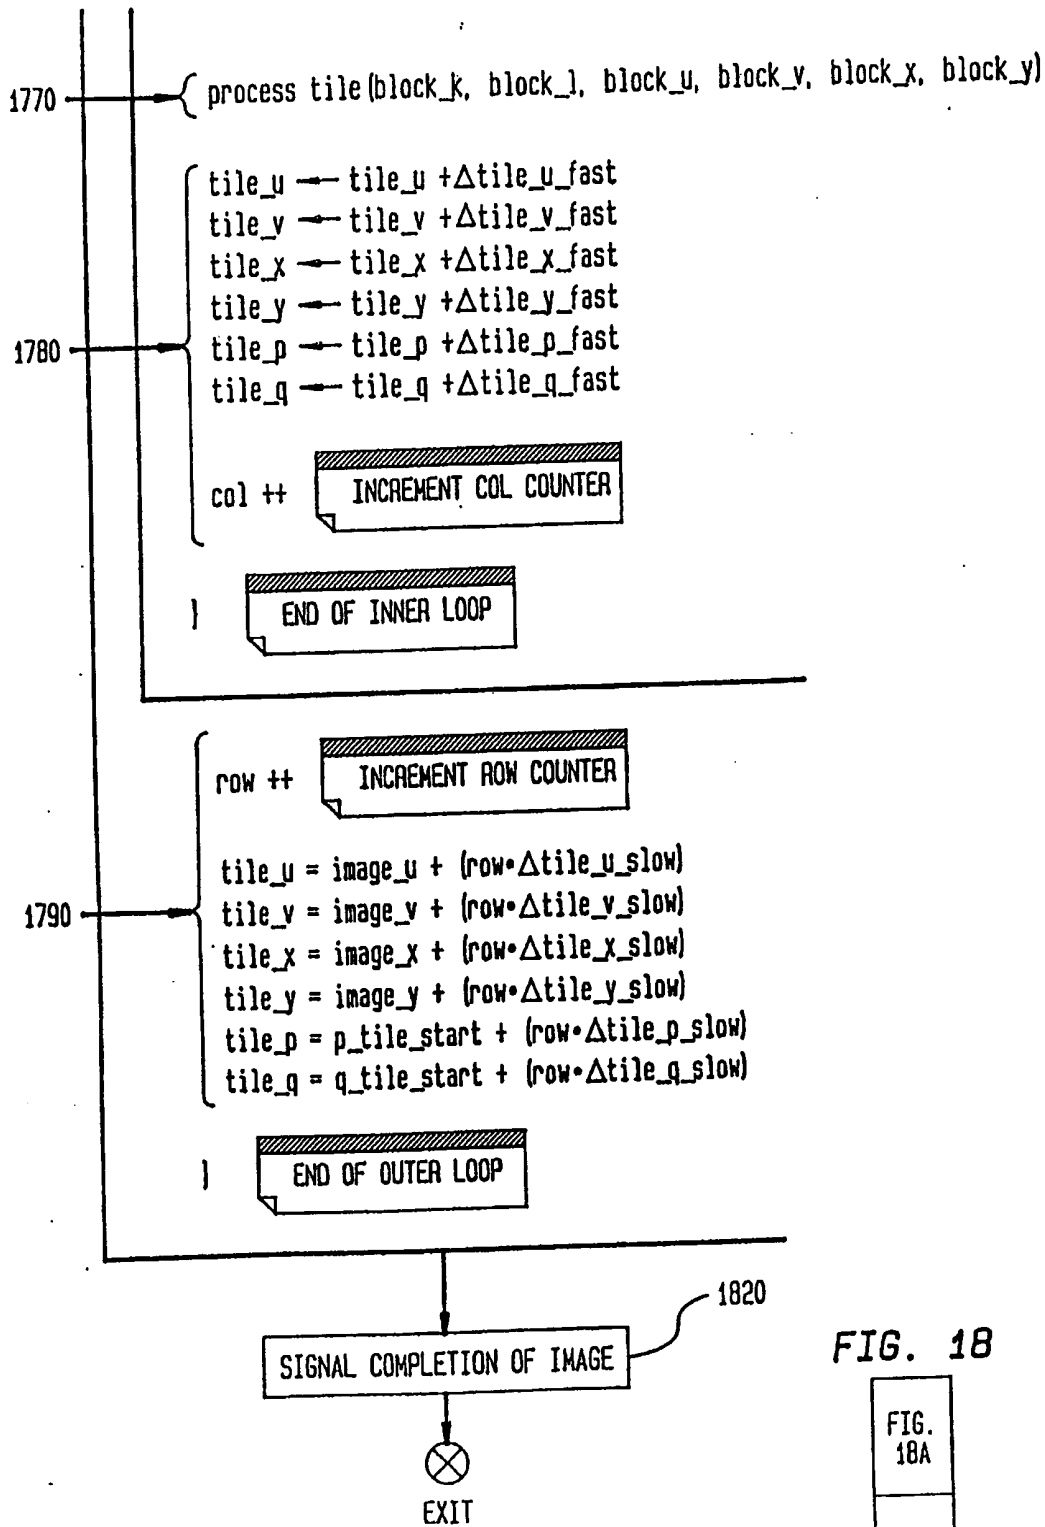 1770 { process tile (block_k, block_l, block_u, block_v, block_x, block_y)
tile_u ← tile_u +Δtile_u_fast
tile_v ← tile_v +Δtile_v_fast
tile_x ← tile_x +Δtile_x_fast
tile_y ← tile_y +Δtile_y_fast
1780
tile_p ← tile_p +Δtile_p_fast
tile_q ← tile_q +Δtile_q_fast
col ++ INCREMENT COL COUNTER
} END OF INNER LOOP
row ++ INCREMENT ROW COUNTER
tile_u = image_u + (row•Δtile_u_slow)
1790 tile_v = image_v + (row•Δtile_v_slow)
tile_x = image_x + (row•Δtile_x_slow)
tile_y = image_y + (row•Δtile_y_slow)
tile_p = p_tile_start + (row•Δtile_p_slow)
tile_q = q_tile_start + (row•Δtile_q_slow)
} END OF OUTER LOOP
1820
SIGNAL COMPLETION OF IMAGE
EXIT
FIG. 18
FIG.
18A